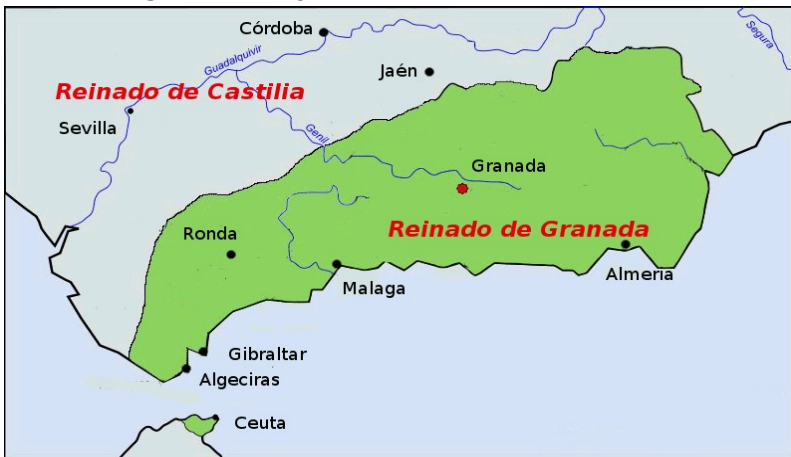 Córdoba
Segura
Guadalquivir
Jaén
Reinado de Castilia
Sevilla
Genil
Granada
Ronda
Reinado de Granada
Almeria
Malaga
Gibraltar
Algeciras
Ceuta